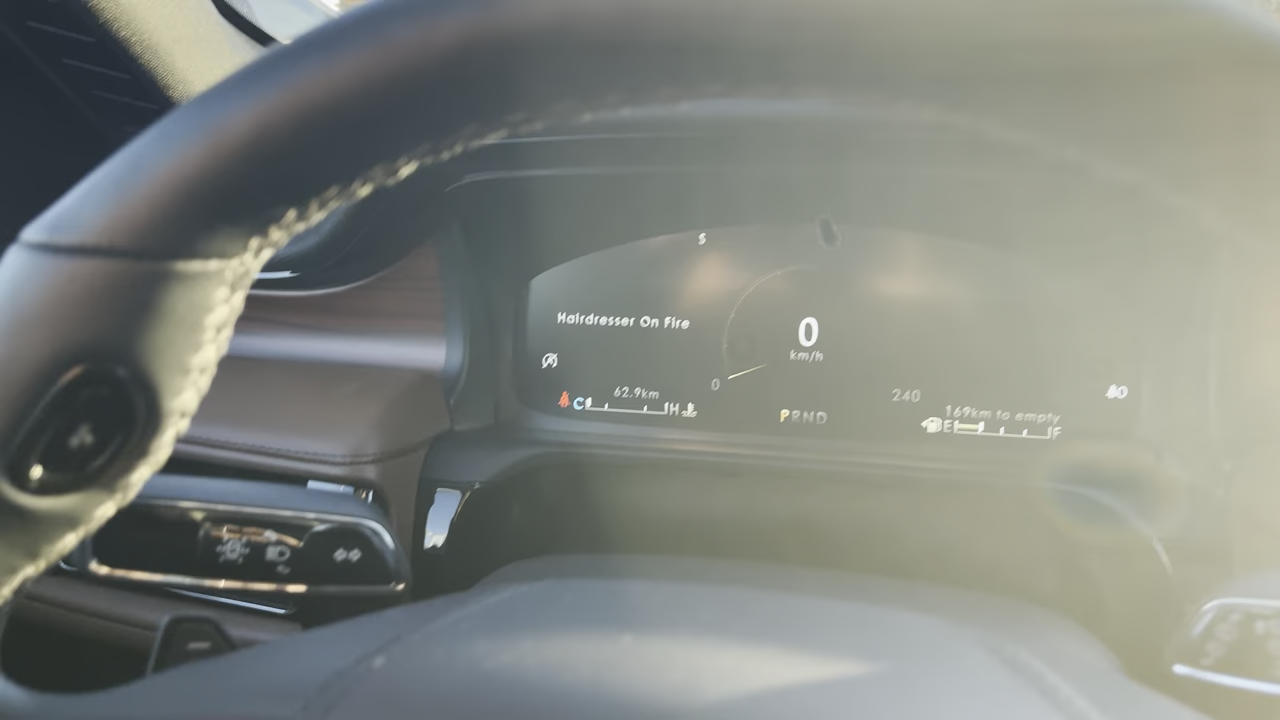 S
Hairdresser On Fire
0
km/h
0
240
62.9km
169km to empty
C H
PRND
E F